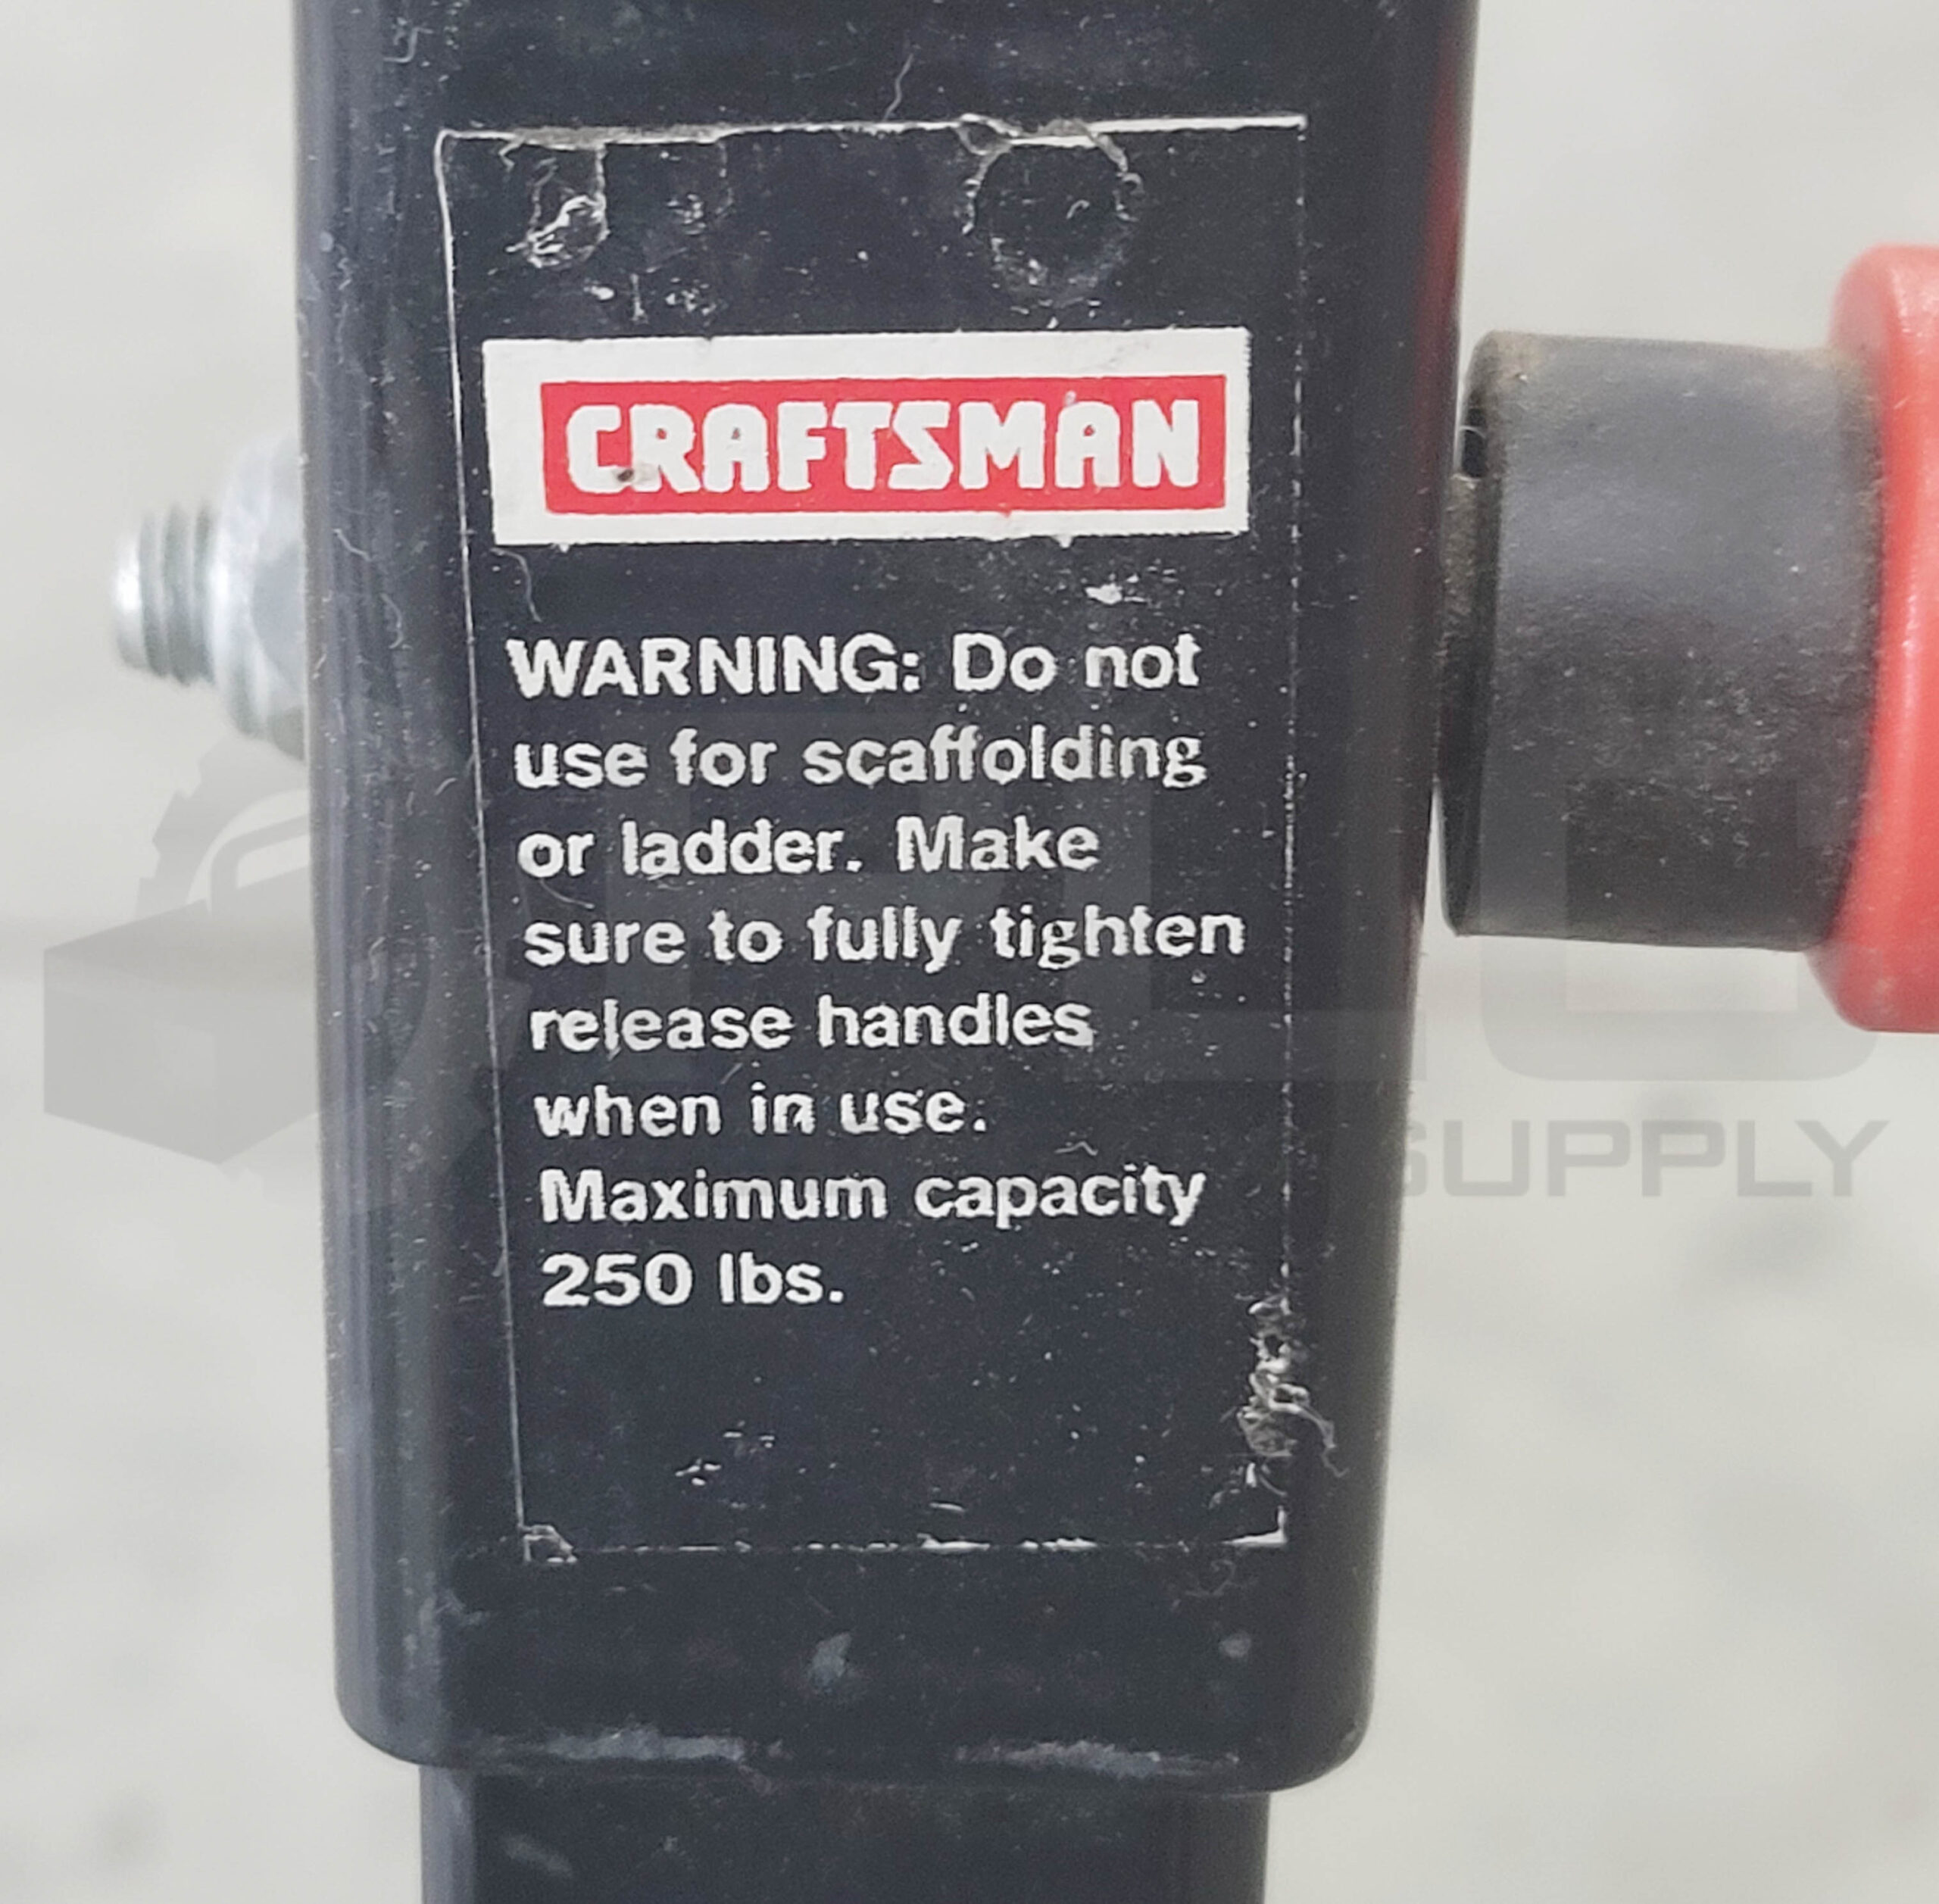 CRAFTSMAN
WARNING: Do not
use for scaffolding
or ladder. Make
sure to fully tighten
release handles
when in use.
Maximum capacity
250 lbs.
PLC
SUPPLY